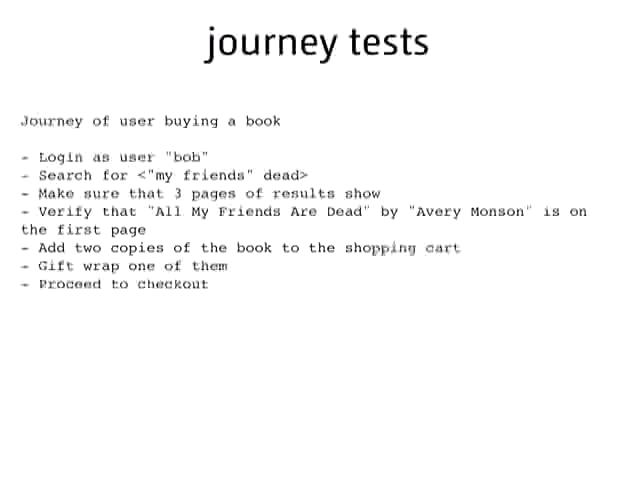 journey tests
Journey of user buying a book
- Login as user "bob"
- Search for <"my friends" dead>
- Make sure that 3 pages of results show
- Verify that "All My Friends Are Dead" by "Avery Monson" is on
the first page
- Add two copies of the book to the shopping cart
- Gift wrap one of them
- Proceed to checkout